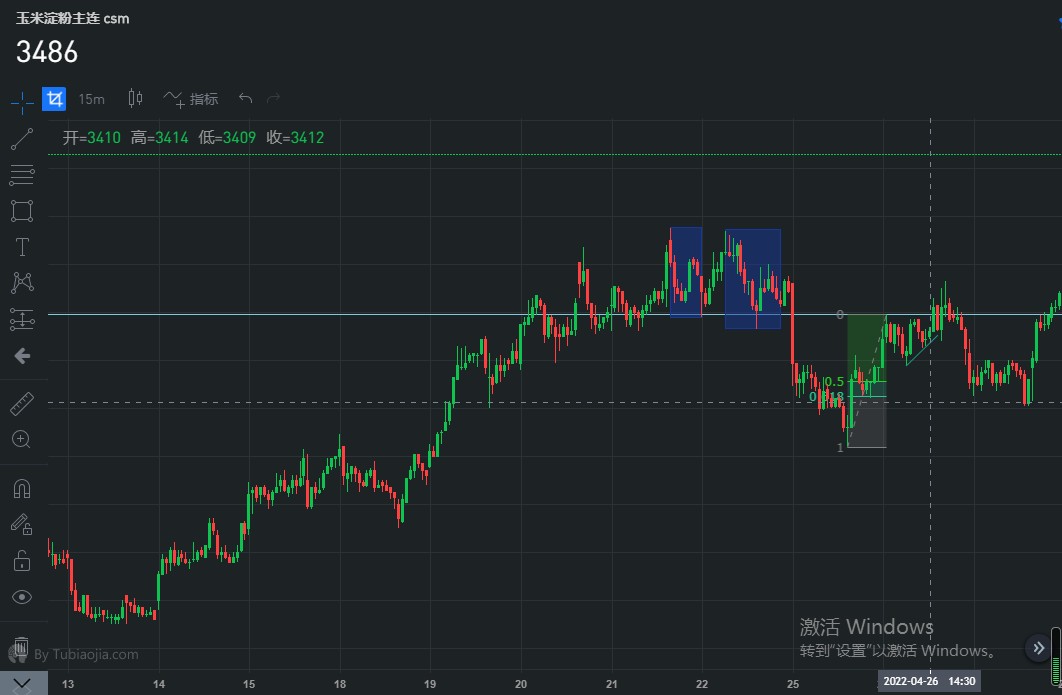 玉米淀粉主连 csm
3486
15m 指标
开=3410 高=3414 低=3409 收=3412
T
0
0.5
1
激活 Windows
转到"设置"以激活 Windows。
By Tubiaojia.com
13 14 15 18 19 20 21 22 25 2022-04-26 14:30